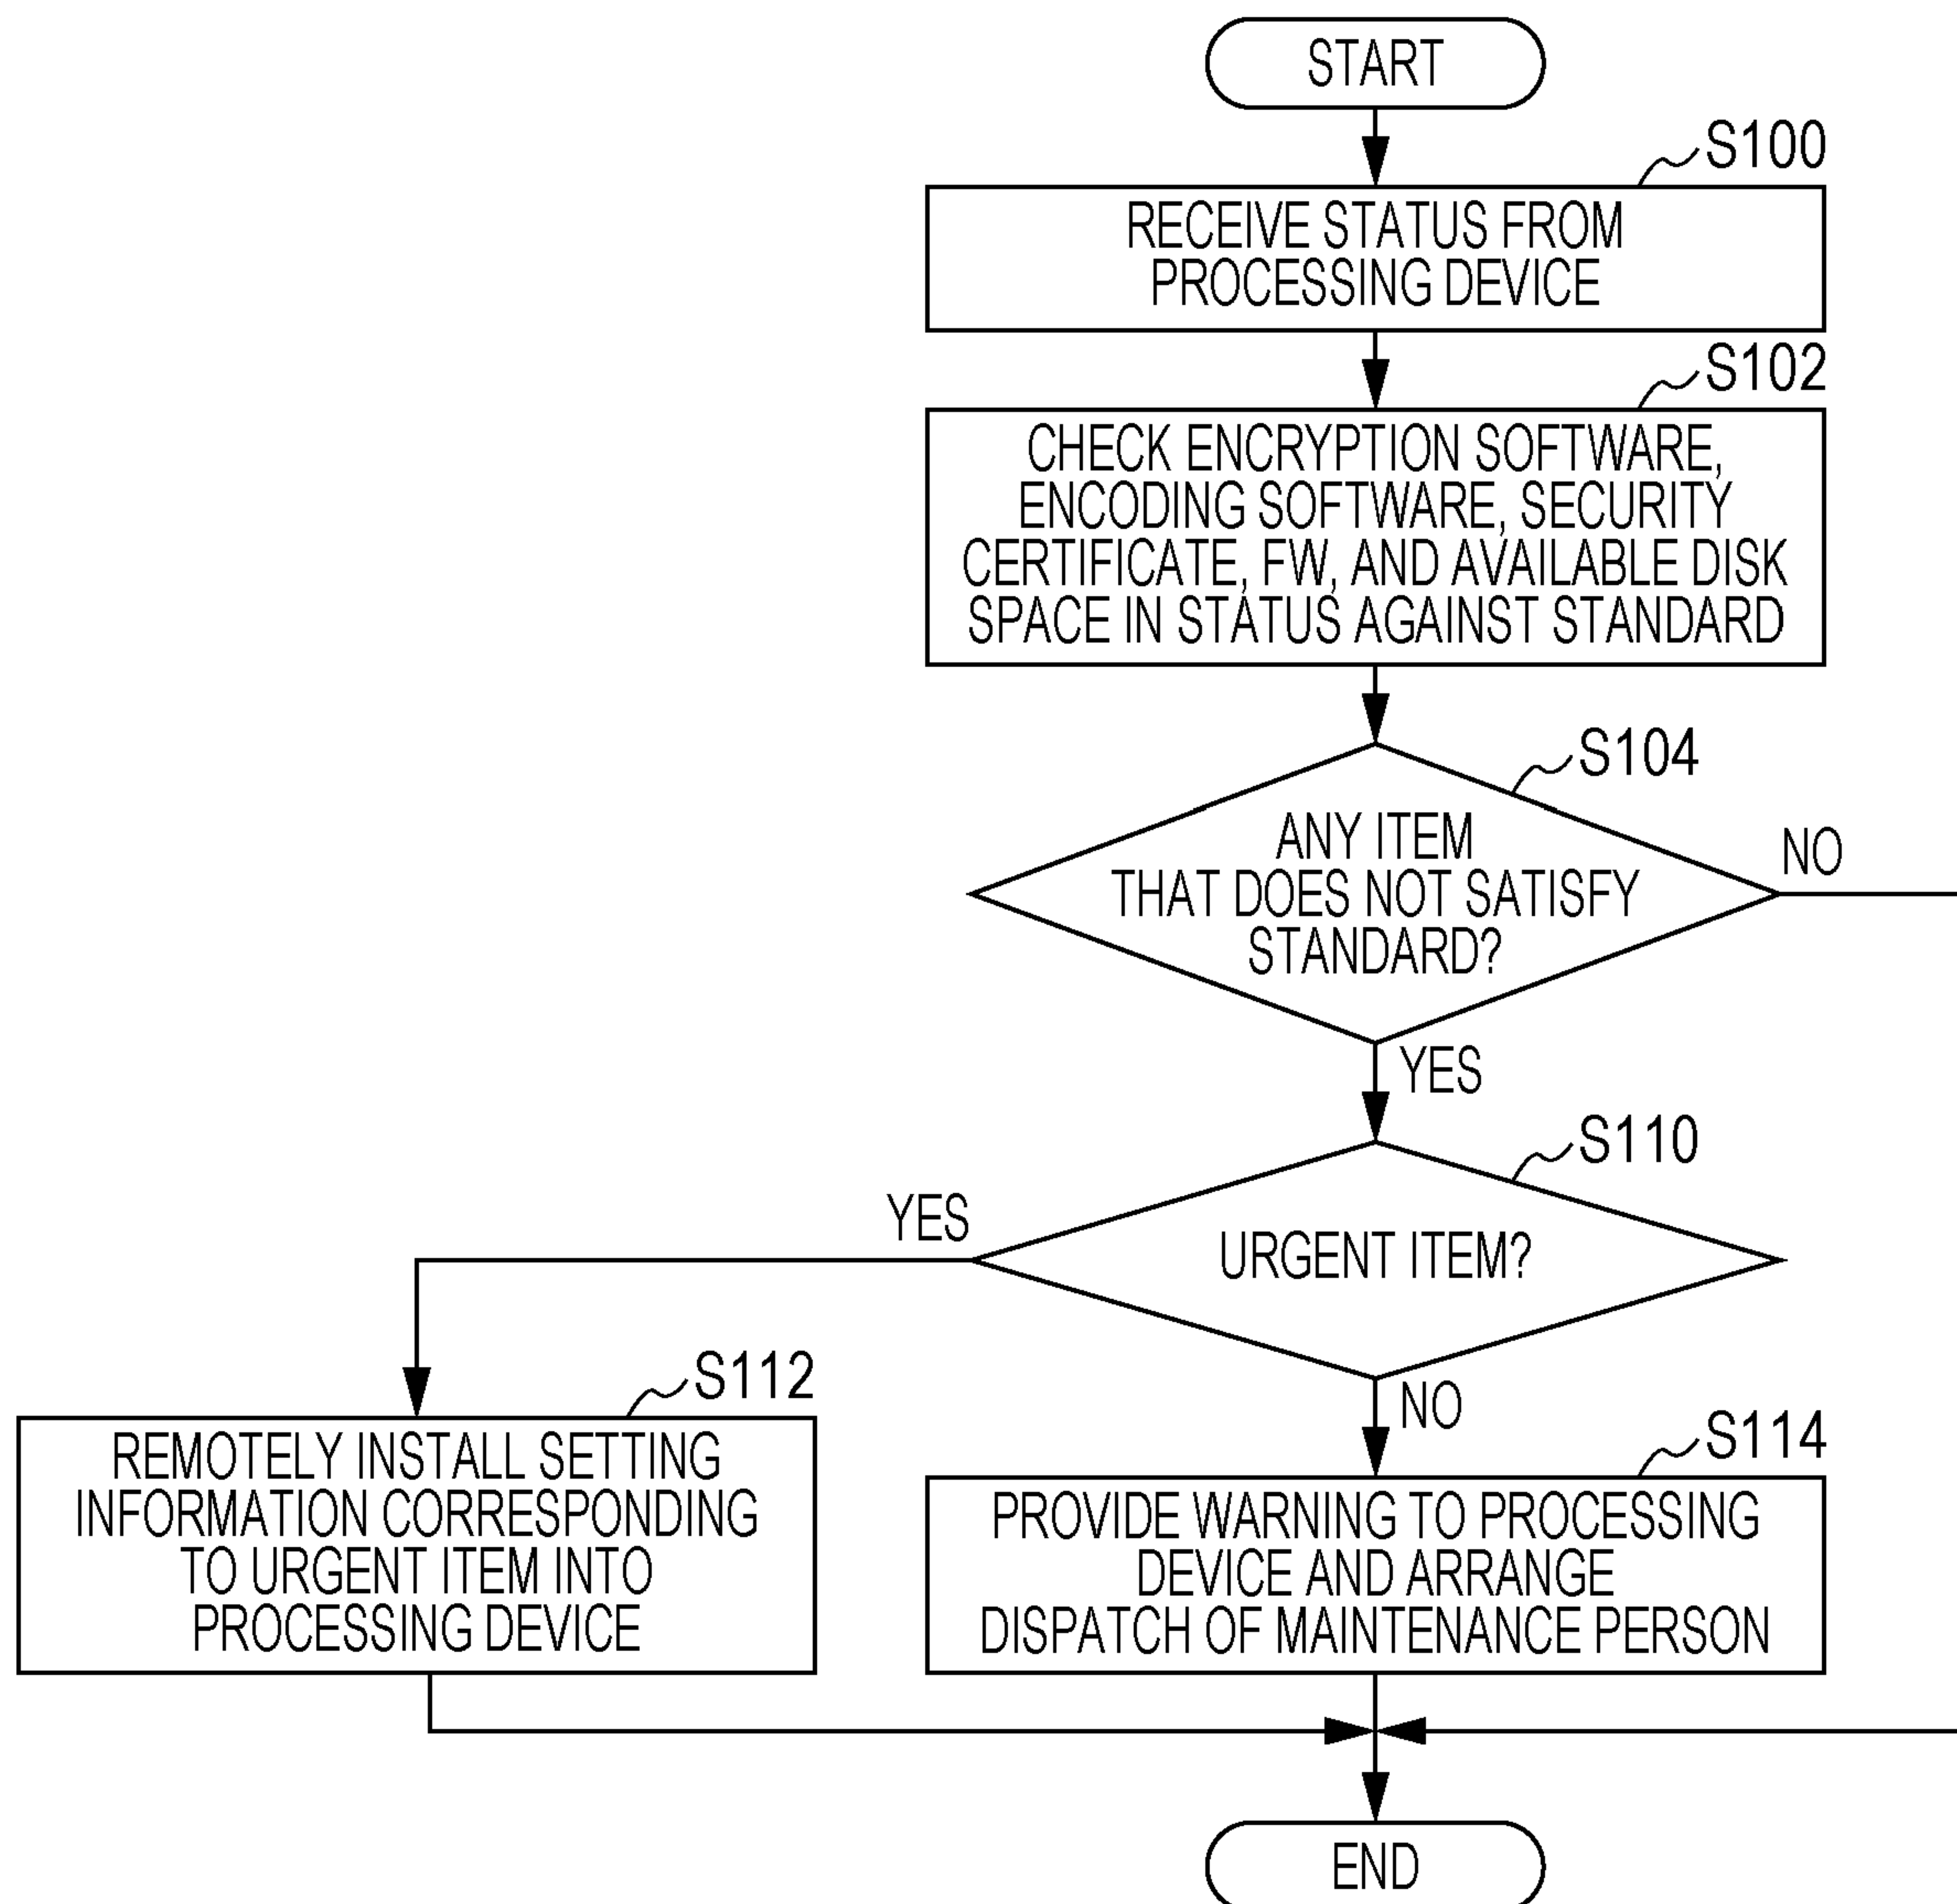 START
S100
RECEIVE STATUS FROM
PROCESSING DEVICE
S102
CHECK ENCRYPTION SOFTWARE,
ENCODING SOFTWARE, SECURITY
CERTIFICATE, FW, AND AVAILABLE DISK
SPACE IN STATUS AGAINST STANDARD
S104
ANY ITEM
THAT DOES NOT SATISFY
STANDARD?
NO
YES
S110
URGENT ITEM?
YES
NO
S112
REMOTELY INSTALL SETTING
INFORMATION CORRESPONDING
TO URGENT ITEM INTO
PROCESSING DEVICE
S114
PROVIDE WARNING TO PROCESSING
DEVICE AND ARRANGE
DISPATCH OF MAINTENANCE PERSON
END